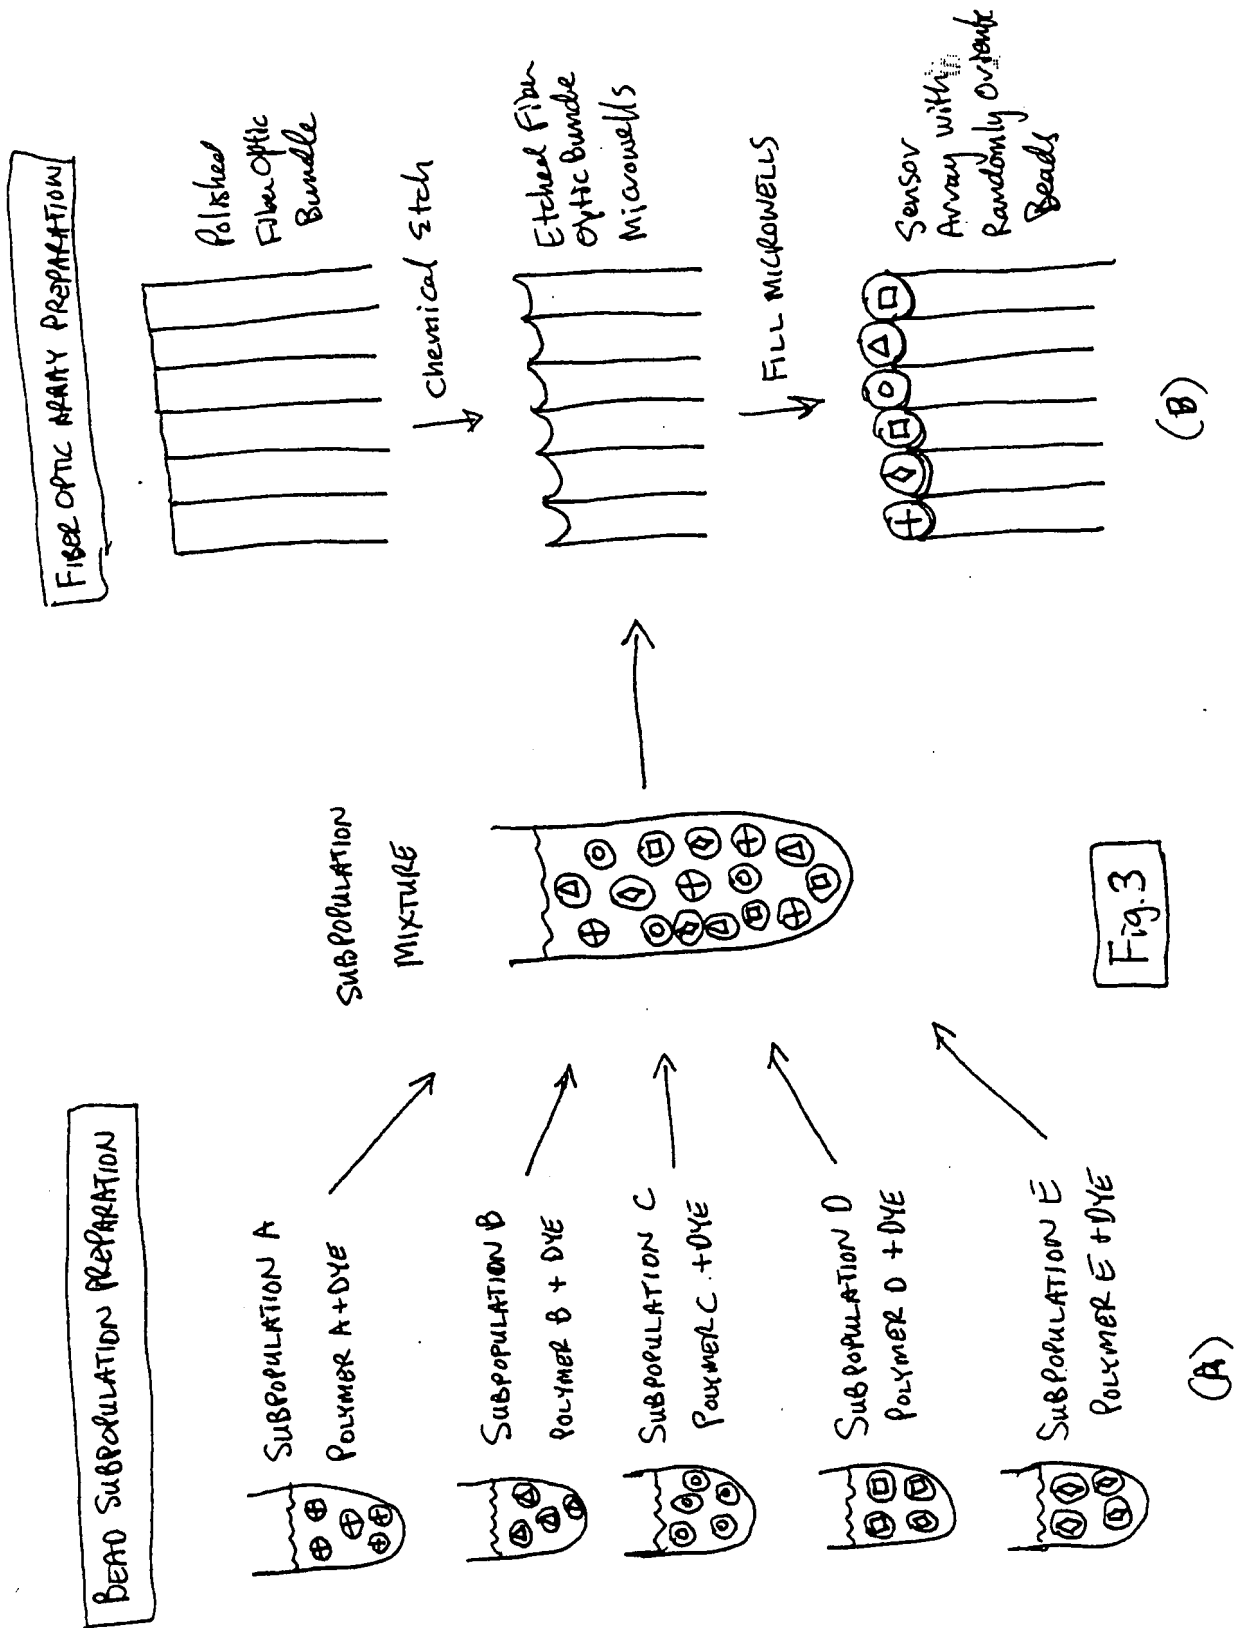 BEAD SUBPOPULATION PREPARATION
SUBPOPULATION A
POLYMER A+DYE
SUBPOPULATION B
POLYMER B + DYE
SUBPOPULATION C
POLYMER C. +DYE
SUBPOPULATION D
POLYMER D +DYE
SUBPOPULATION E
POLYMER E +DYE
(A)
SUBPOPULATION
MIXTURE
Fig.3
FIBER OPTIC ARRAY PREPARATION
Polished
Fiber Optic
Bundle
Chemical Etch
Etched Fiber
Optic Bundle
Microwells
FILL MICROWELLS
Sensor
Array with
Randomly
Beads
(B)